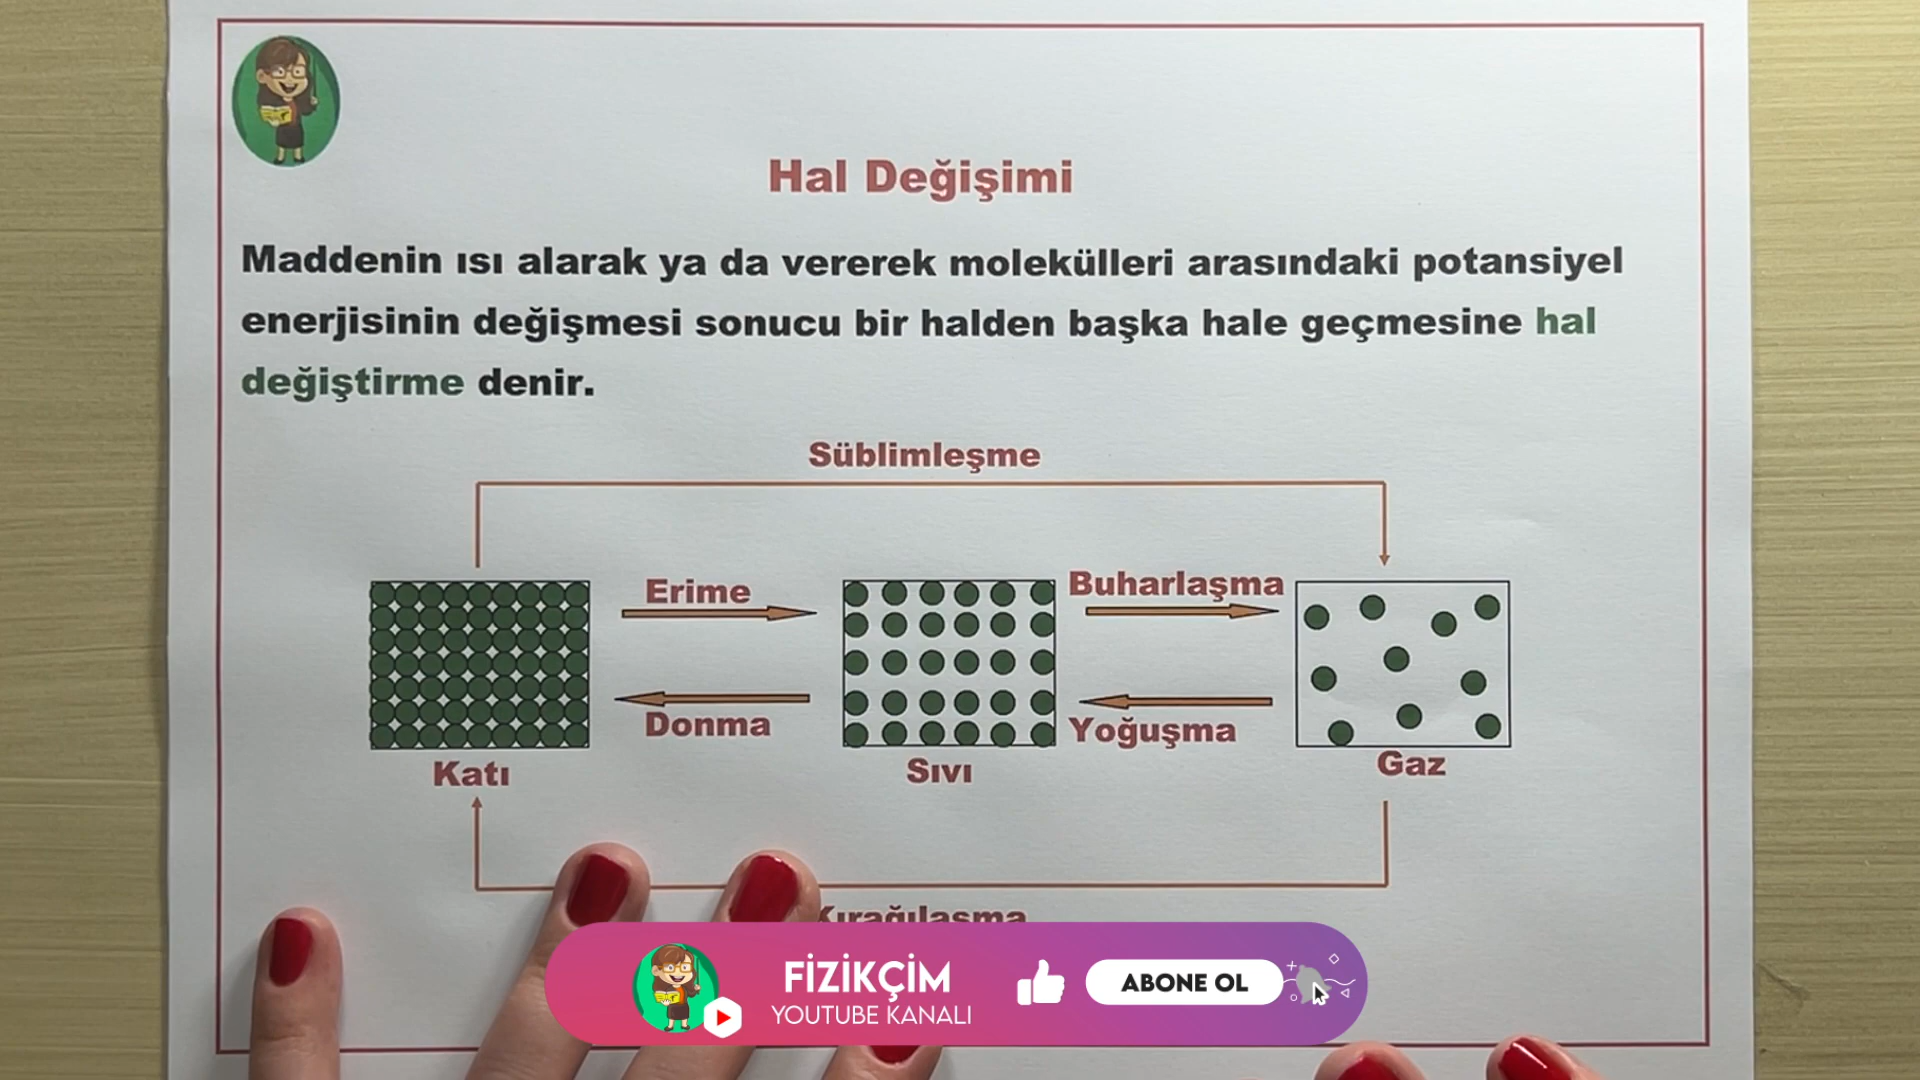 Hal Değişimi
Maddenin ısı alarak ya da vererek molekülleri arasındaki potansiyel
enerjisinin değişmesi sonucu bir halden başka hale geçmesine hal
değiştirme denir.
Süblimleşme
Erime
Buharlaşma
Donma
Yoğuşma
Katı
Sıvı
Gaz
Kırağılaşma
FİZİKÇİM
YOUTUBE KANALI
ABONE OL